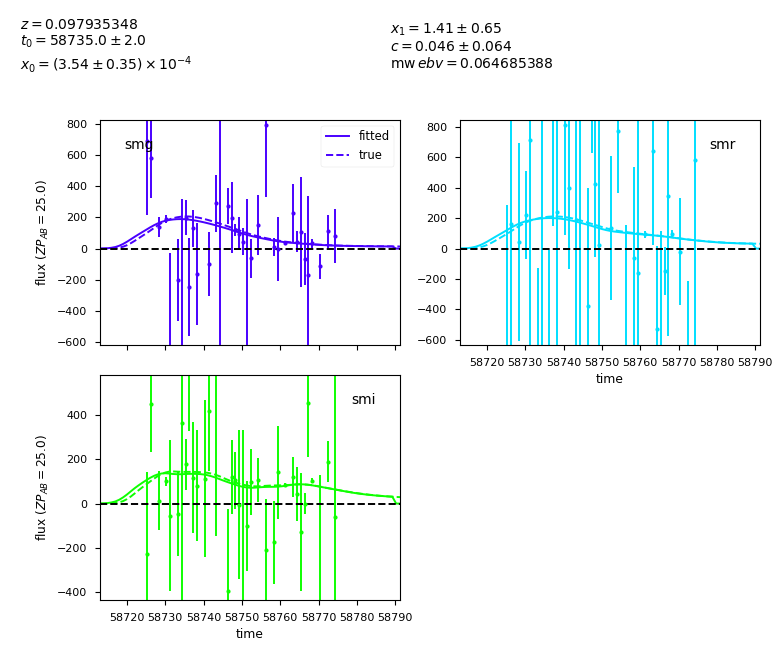 z = 0.097935348
t₀ = 58735.0 ± 2.0
x₀ = (3.54 ± 0.35) × 10⁻⁴
x₁ = 1.41 ± 0.65
c = 0.046 ± 0.064
mw ebv = 0.064685388
800
600
400
200
0
−200
−400
−600
flux (ZP_AB = 25.0)
smg
fitted
true
800
600
400
200
0
−200
−400
−600
smr
58720 58730 58740 58750 58760 58770 58780 58790
time
400
200
0
−200
−400
flux (ZP_AB = 25.0)
smi
58720 58730 58740 58750 58760 58770 58780 58790
time